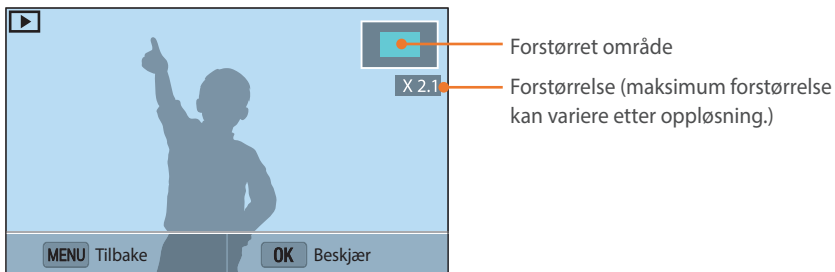 Forstørret område
X 2.1
Forstørrelse (maksimum forstørrelse
kan variere etter oppløsning.)
MENU Tilbake
OK Beskjær